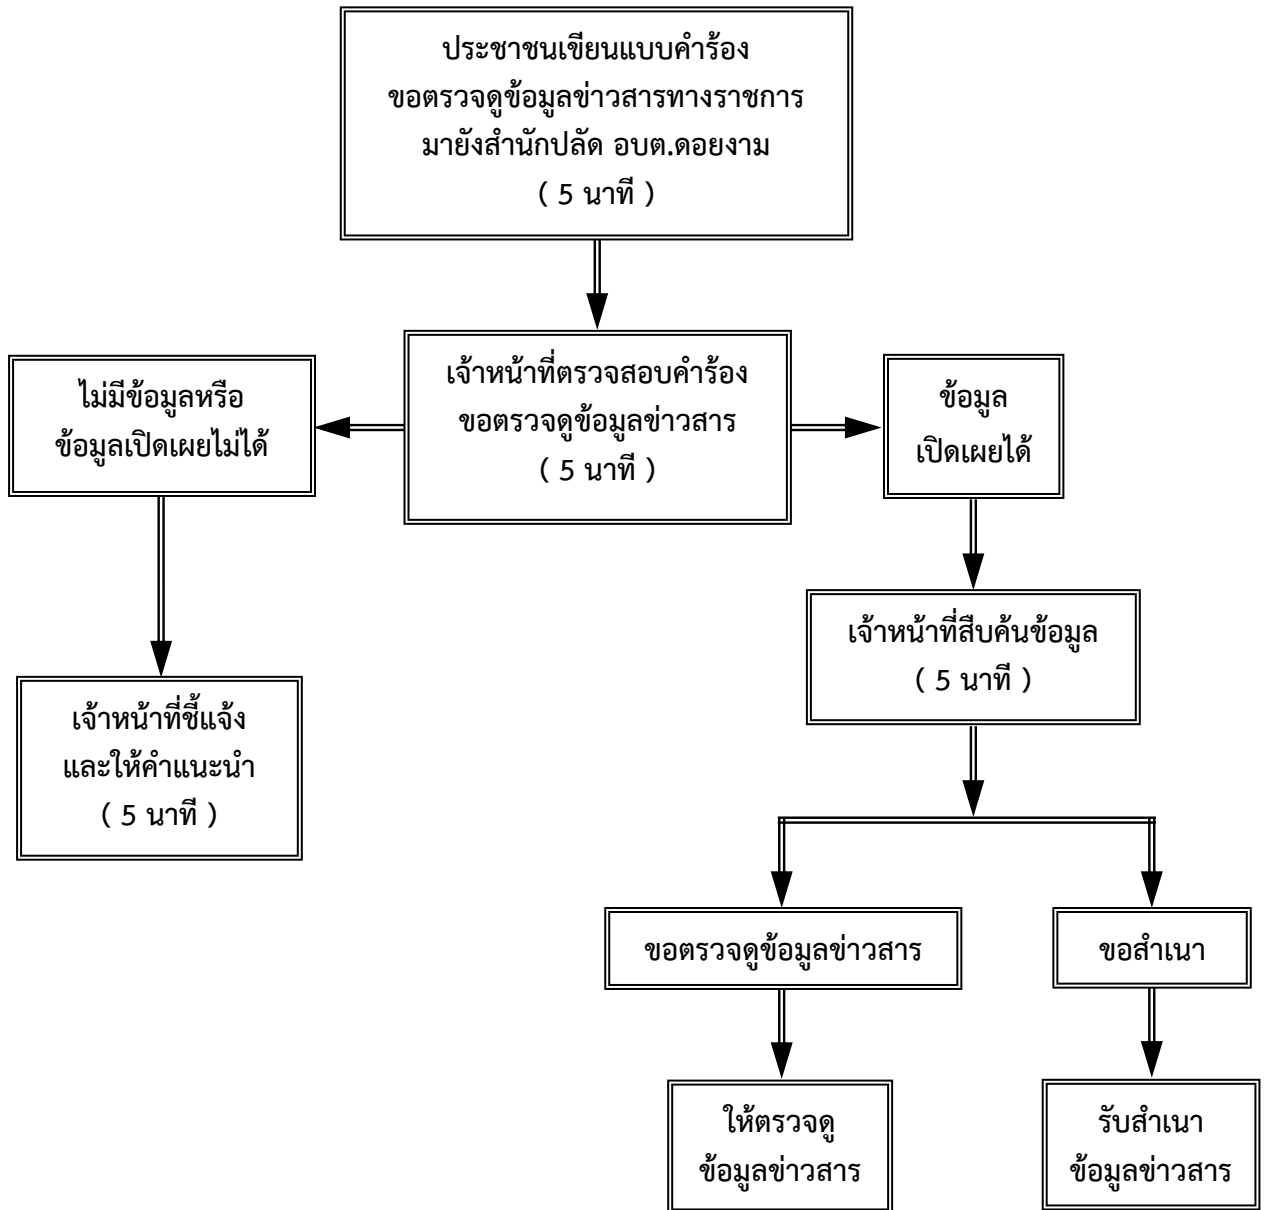 ประชาชนเขียนแบบคำร้อง
ขอตรวจดูข้อมูลข่าวสารทางราชการ
มายังสำนักปลัด อบต.ดอยงาม
( 5 นาที )
เจ้าหน้าที่ตรวจสอบคำร้อง
ขอตรวจดูข้อมูลข่าวสาร
( 5 นาที )
ไม่มีข้อมูลหรือ
ข้อมูลเปิดเผยไม่ได้
ข้อมูล
เปิดเผยได้
เจ้าหน้าที่ชี้แจ้ง
และให้คำแนะนำ
( 5 นาที )
เจ้าหน้าที่สืบค้นข้อมูล
( 5 นาที )
ขอตรวจดูข้อมูลข่าวสาร
ขอสำเนา
ให้ตรวจดู
ข้อมูลข่าวสาร
รับสำเนา
ข้อมูลข่าวสาร